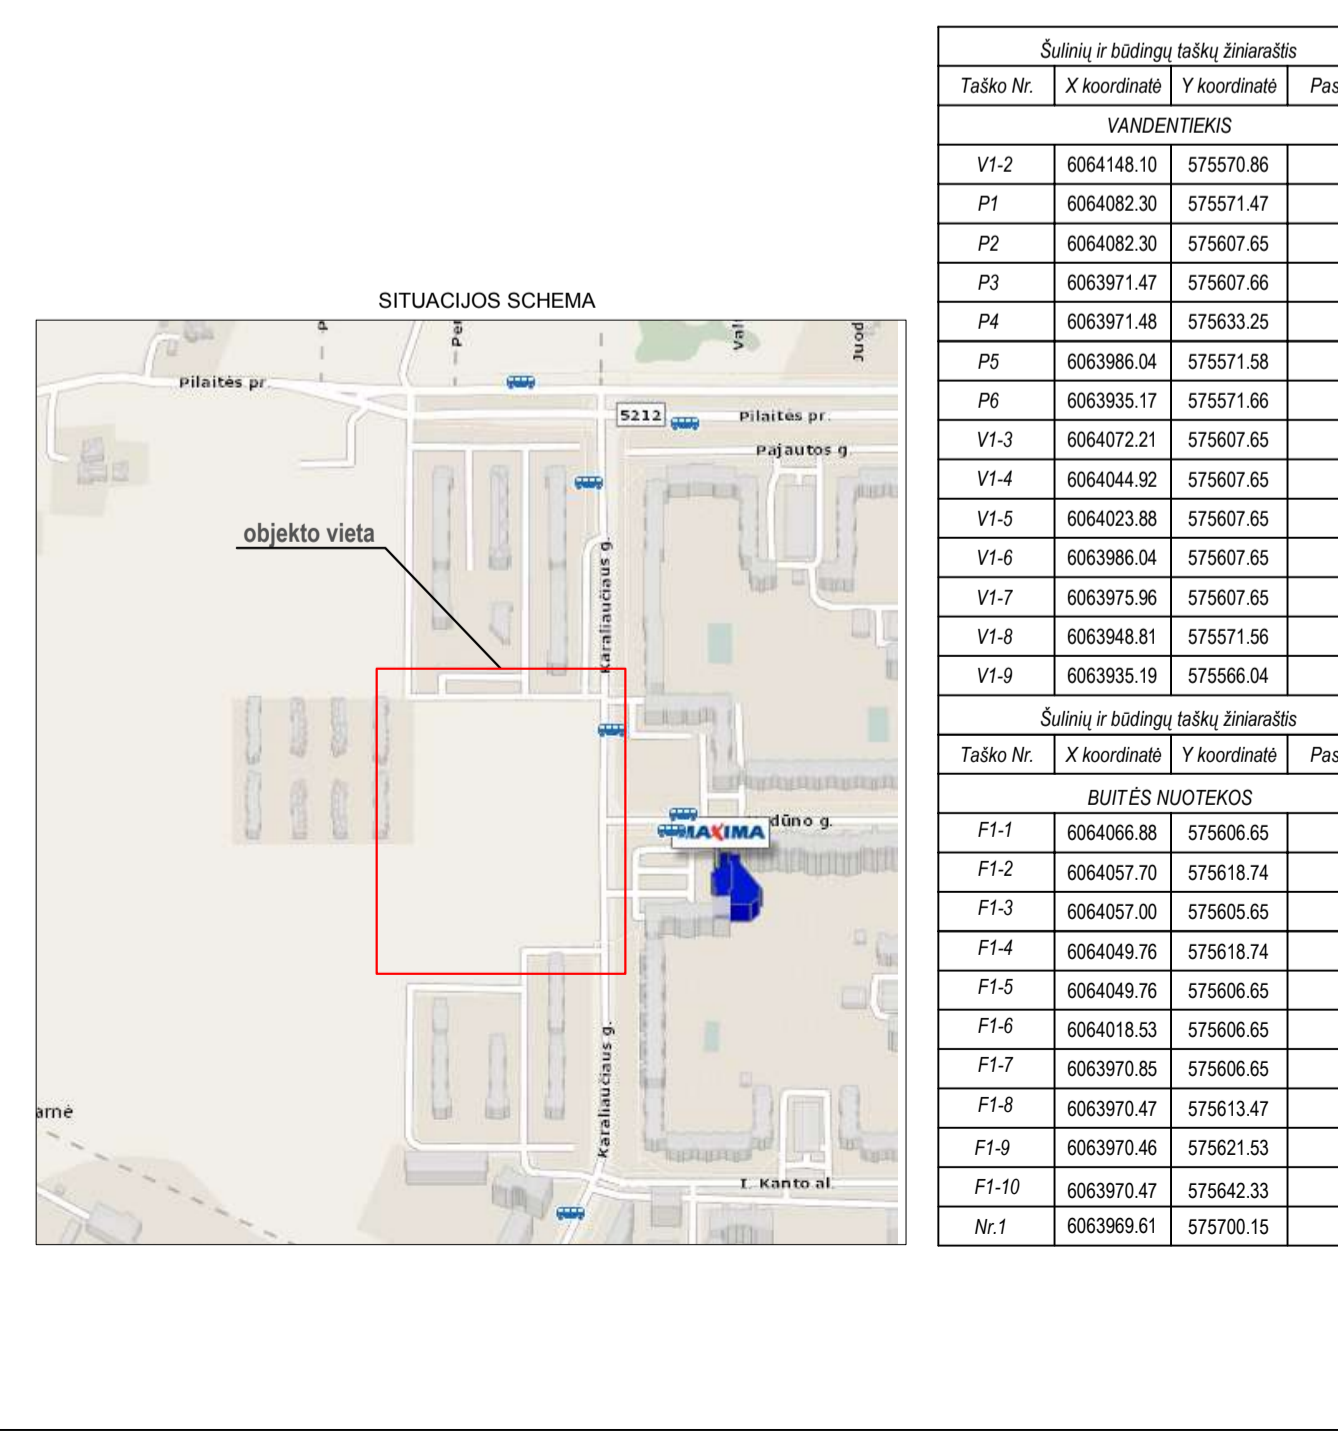 SITUACIJOS SCHEMA
Pilaitės pr.
5212
Pilaitės pr.
Pajautos g.
objekto vieta
Karaliaučiaus g.
dūno g.
MAXIMA
Karaliaučiaus g.
arnė
I. Kanto al.
Per
Val
Juod
P
Šulinių ir būdingų taškų žiniaraštis
Taško Nr. X koordinatė Y koordinatė Pas
VANDENTIEKIS
V1-2 6064148.10 575570.86
P1 6064082.30 575571.47
P2 6064082.30 575607.65
P3 6063971.47 575607.66
P4 6063971.48 575633.25
P5 6063986.04 575571.58
P6 6063935.17 575571.66
V1-3 6064072.21 575607.65
V1-4 6064044.92 575607.65
V1-5 6064023.88 575607.65
V1-6 6063986.04 575607.65
V1-7 6063975.96 575607.65
V1-8 6063948.81 575571.56
V1-9 6063935.19 575566.04
Šulinių ir būdingų taškų žiniaraštis
Taško Nr. X koordinatė Y koordinatė Pas
BUITĖS NUOTEKOS
F1-1 6064066.88 575606.65
F1-2 6064057.70 575618.74
F1-3 6064057.00 575605.65
F1-4 6064049.76 575618.74
F1-5 6064049.76 575606.65
F1-6 6064018.53 575606.65
F1-7 6063970.85 575606.65
F1-8 6063970.47 575613.47
F1-9 6063970.46 575621.53
F1-10 6063970.47 575642.33
Nr.1 6063969.61 575700.15